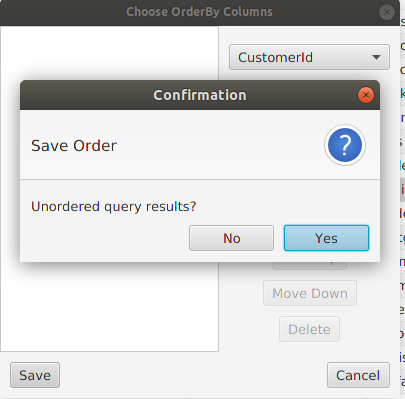 Choose OrderBy Columns
CustomerId
Confirmation
Save Order
?
Unordered query results?
No
Yes
Move Down
Delete
Save
Cancel